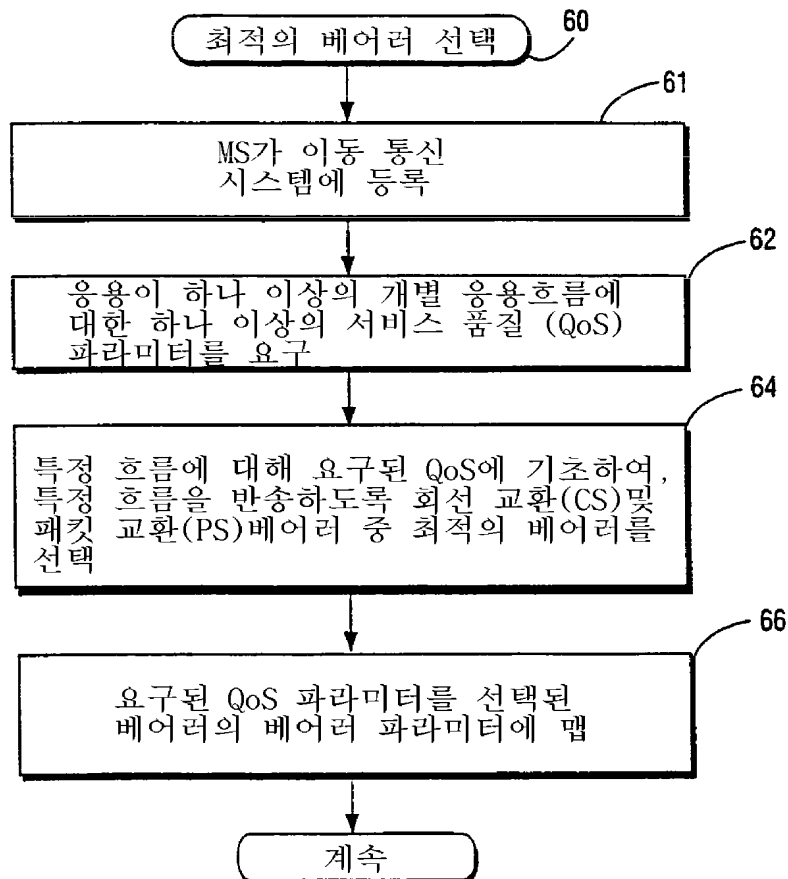 최적의 베어러 선택
60
61
MS가 이동 통신
시스템에 등록
62
응용이 하나 이상의 개별 응용흐름에
대한 하나 이상의 서비스 품질 (QoS)
파라미터를 요구
64
특정 흐름에 대해 요구된 QoS에 기초하여,
특정 흐름을 반송하도록 회선 교환(CS)및
패킷 교환(PS)베어러 중 최적의 베어러를
선택
66
요구된 QoS 파라미터를 선택된
베어러의 베어러 파라미터에 맵
계속